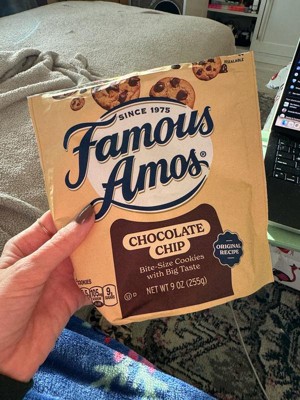 RESEALABLE
SINCE 1975
Famous
Amos®
CHOCOLATE
CHIP
Bite-Size Cookies
with Big Taste
ORIGINAL
RECIPE
NET WT 9 OZ (255g)